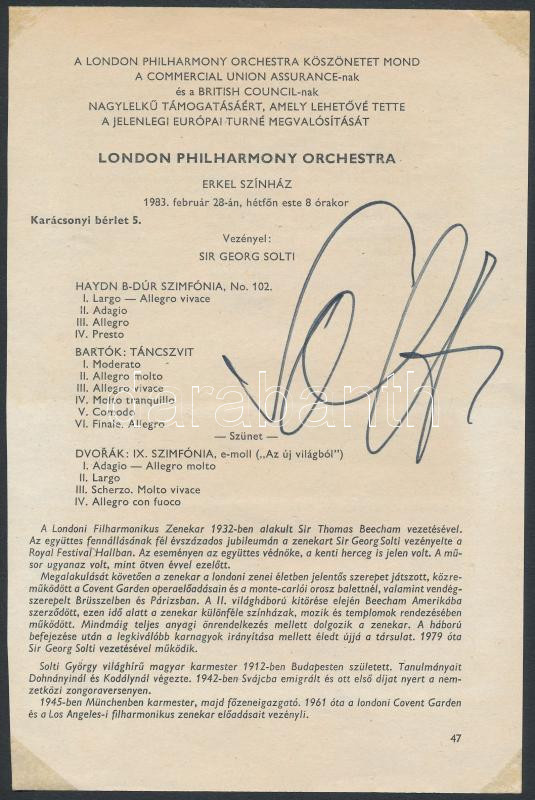 A LONDON PHILHARMONY ORCHESTRA KÖSZÖNETET MOND
A COMMERCIAL UNION ASSURANCE-nak
és a BRITISH COUNCIL-nak
NAGYLELKŰ TÁMOGATÁSÁÉRT, AMELY LEHETŐVÉ TETTE
A JELENLEGI EURÓPAI TURNÉ MEGVALÓSÍTÁSÁT
LONDON PHILHARMONY ORCHESTRA
ERKEL SZÍNHÁZ
1983. február 28-án, hétfőn este 8 órakor
Karácsonyi bérlet 5.
Vezényel:
SIR GEORG SOLTI
HAYDN B-DÚR SZIMFÓNIA, No. 102.
I. Largo — Allegro vivace
II. Adagio
III. Allegro
IV. Presto
BARTÓK: TÁNCSZVIT
I. Moderato
II. Allegro molto
III. Allegro vivace
IV. Molto tranquillo
V. Comodo
VI. Finale. Allegro
— Szünet —
DVOŘÁK: IX. SZIMFÓNIA, e-moll („Az új világból”)
I. Adagio — Allegro molto
II. Largo
III. Scherzo. Molto vivace
IV. Allegro con fuoco
Solti
darabanth
A Londoni Filharmonikus Zenekar 1932-ben alakult Sir Thomas Beecham vezetésével.
Az együttes fennállásának fél évszázados jubileumán a zenekart Sir Georg Solti vezényelte a
Royal Festival Hallban. Az eseményen az együttes védnöke, a kenti herceg is jelen volt. A mű-
sor ugyanaz volt, mint ötven évvel ezelőtt.
Megalakulását követően a zenekar a londoni zenei életben jelentős szerepet játszott, közre-
működött a Covent Garden operaelőadásain és a monte-carlói orosz balettnél, valamint vendég-
szerepelt Brüsszelben és Párizsban. A II. világháború kitörése elején Beecham Amerikába
szerződött, ezen idő alatt a zenekar különféle színházak, mozik és templomok rendezésében
működött. Mindmáig teljes anyagi önrendelkezés mellett dolgozik a zenekar. A háború
befejezése után a legkiválóbb karnagyok irányítása mellett éledt újjá a társulat. 1979 óta
Sir Georg Solti vezetésével működik.
Solti György világhírű magyar karmester 1912-ben Budapesten született. Tanulmányait
Dohnányinál és Kodálynál végezte. 1942-ben Svájcba emigrált és ott első díjat nyert a nem-
zetközi zongoraversenyen.
1945-ben Münchenben karmester, majd főzeneigazgató. 1961 óta a londoni Covent Garden
és a Los Angeles-i filharmonikus zenekar előadásait vezényli.
47